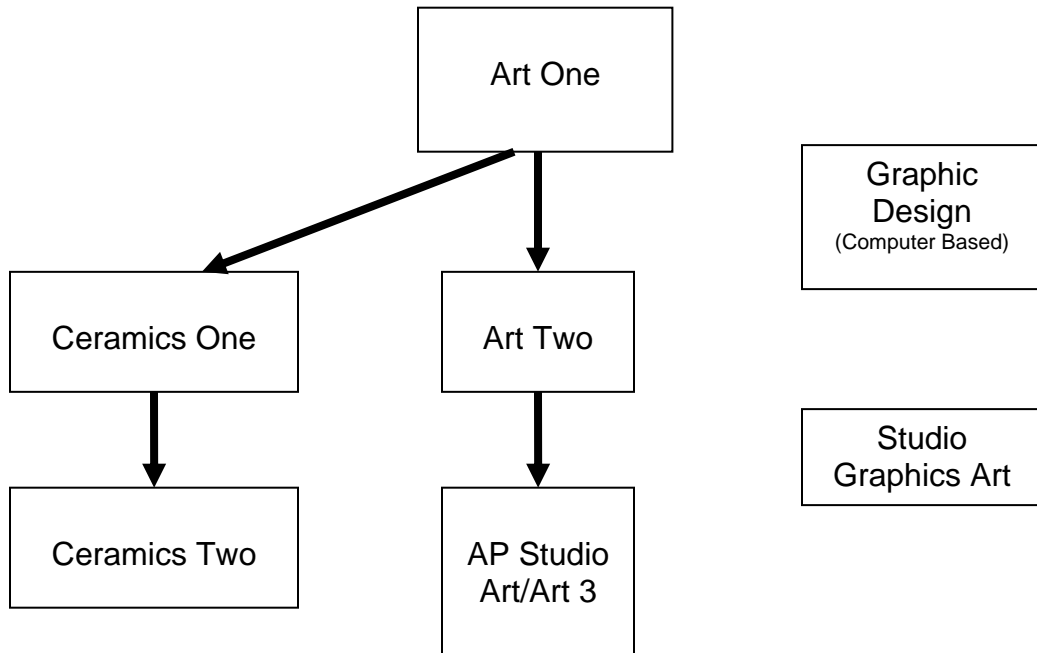 Art One
Graphic
Design
(Computer Based)
Ceramics One
Art Two
Studio
Graphics Art
Ceramics Two
AP Studio
Art/Art 3